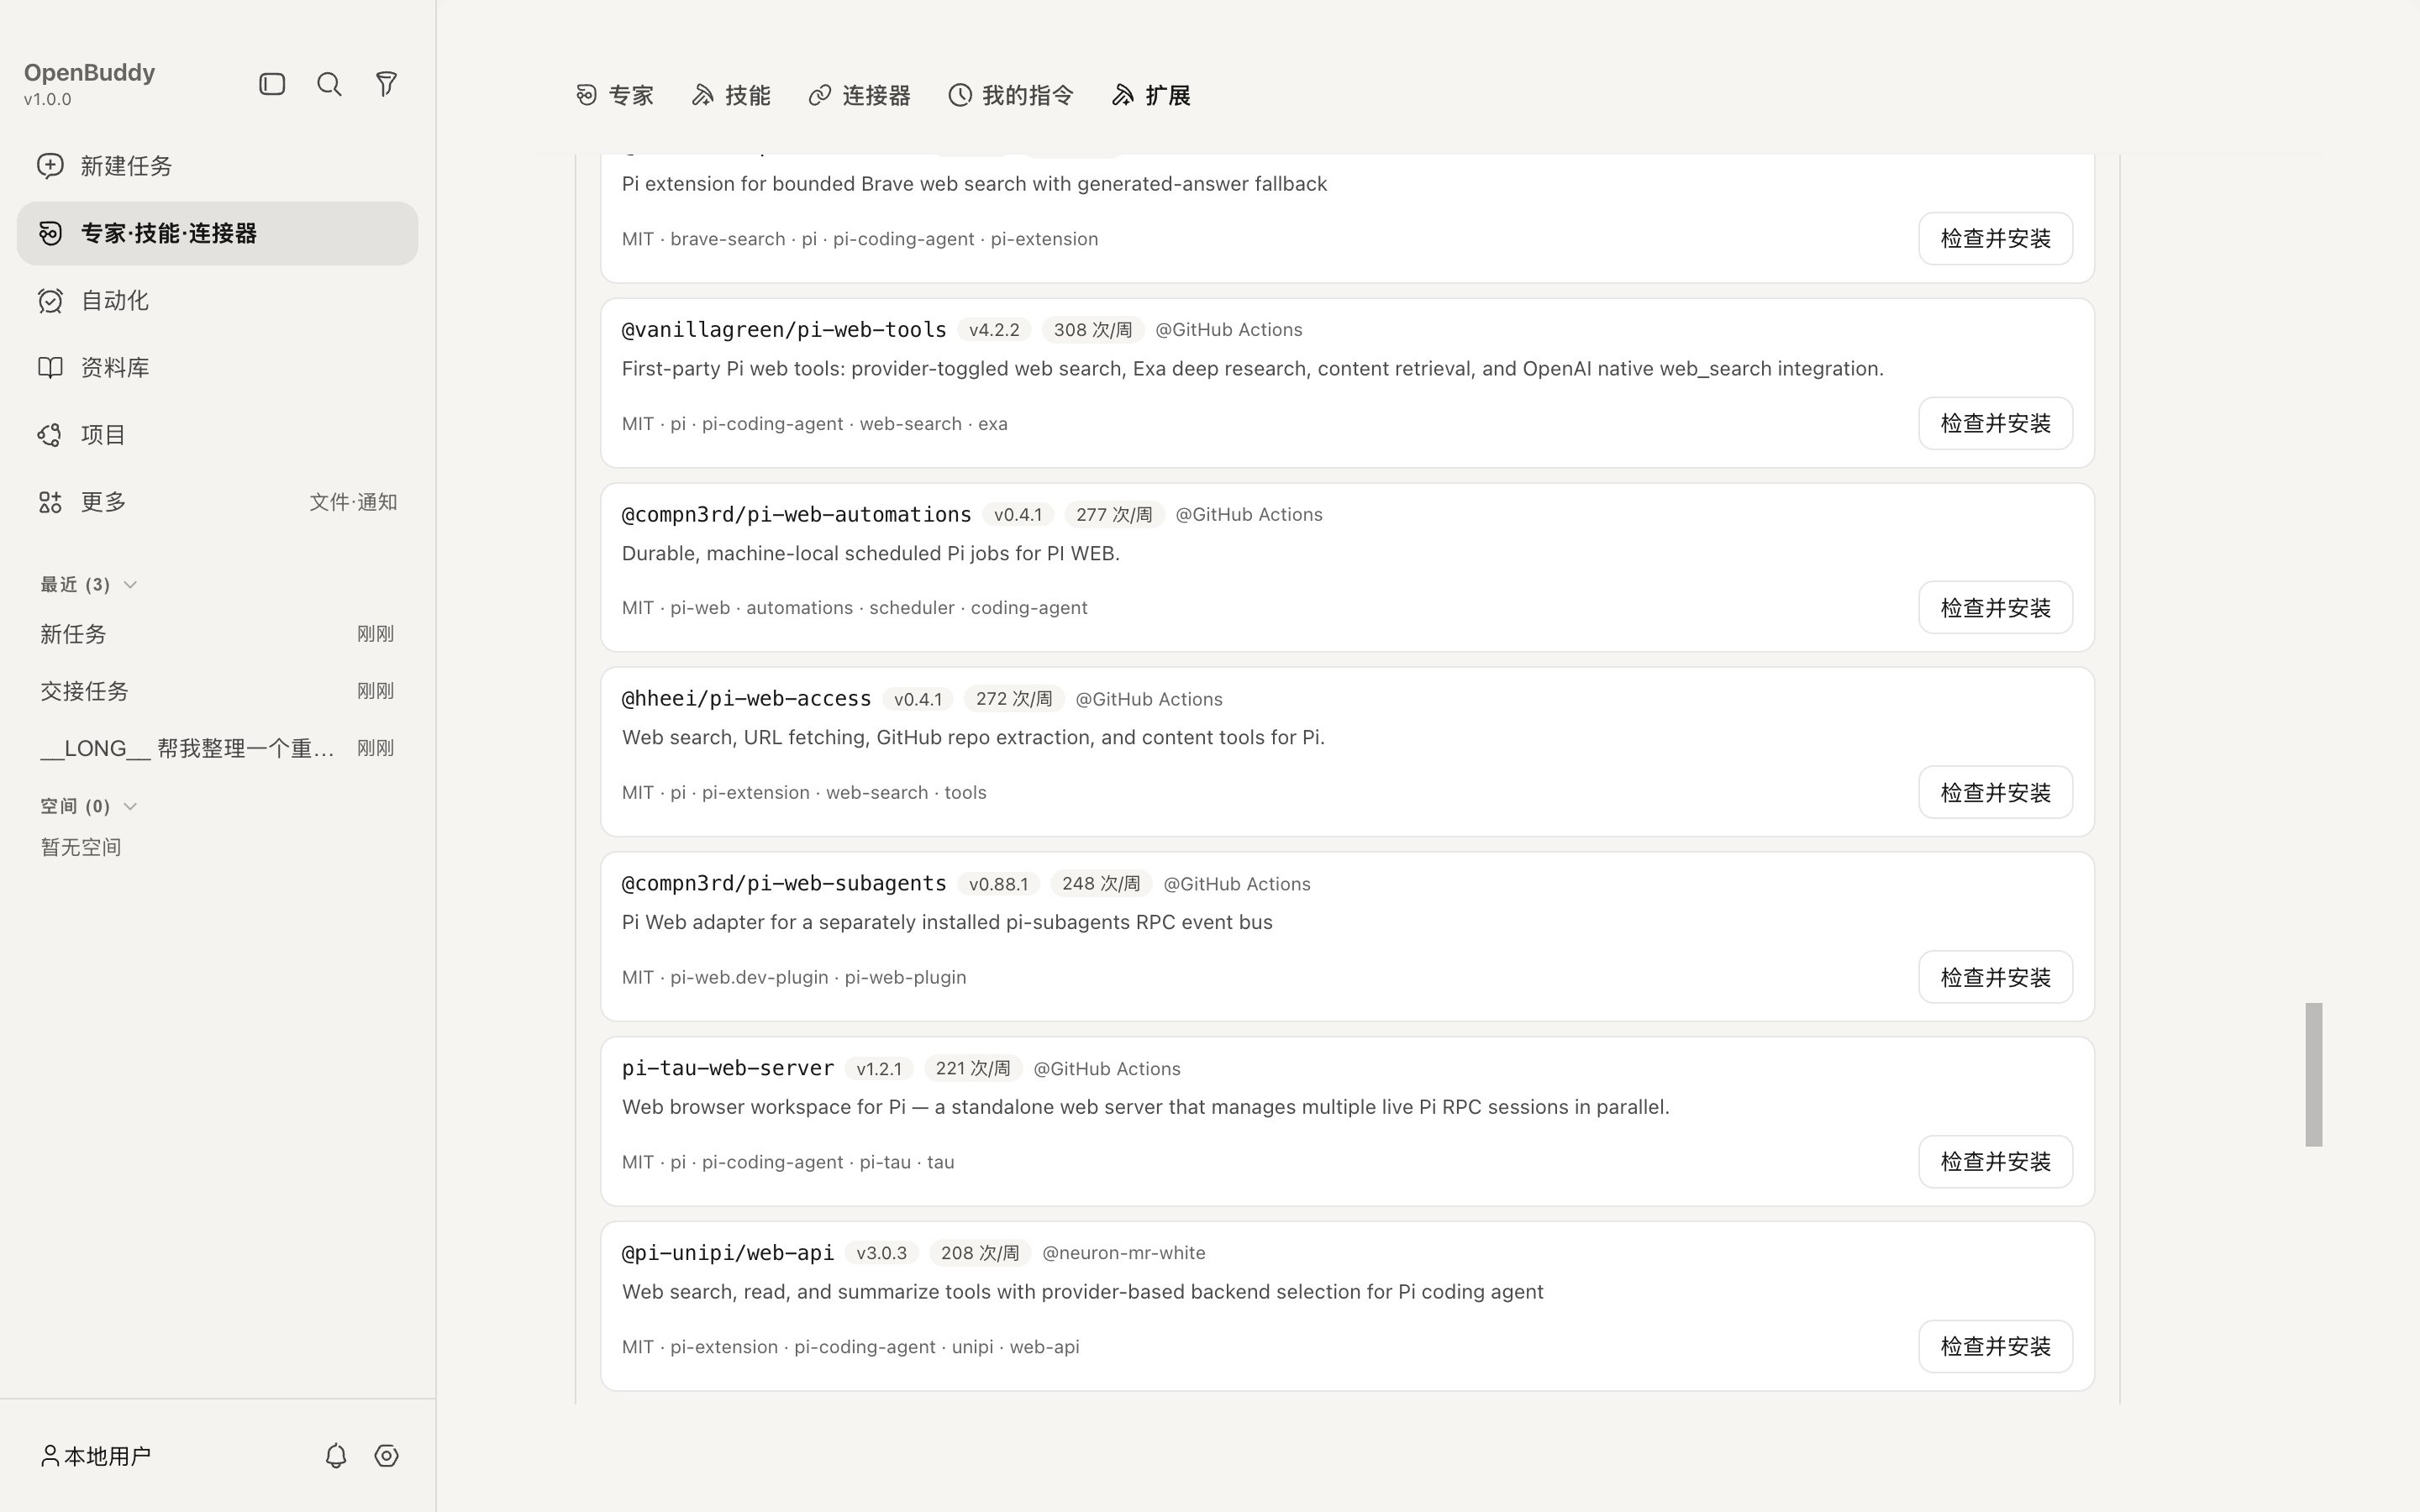 OpenBuddy
v1.0.0
新建任务
专家·技能·连接器
自动化
资料库
项目
更多 文件·通知
最近 (3)
新任务 刚刚
交接任务 刚刚
__LONG__ 帮我整理一个重… 刚刚
空间 (0)
暂无空间
本地用户
专家 技能 连接器 我的指令 扩展
Pi extension for bounded Brave web search with generated-answer fallback
MIT · brave-search · pi · pi-coding-agent · pi-extension 检查并安装
@vanillagreen/pi-web-tools v4.2.2 308 次/周 @GitHub Actions
First-party Pi web tools: provider-toggled web search, Exa deep research, content retrieval, and OpenAI native web_search integration.
MIT · pi · pi-coding-agent · web-search · exa 检查并安装
@compn3rd/pi-web-automations v0.4.1 277 次/周 @GitHub Actions
Durable, machine-local scheduled Pi jobs for PI WEB.
MIT · pi-web · automations · scheduler · coding-agent 检查并安装
@hheei/pi-web-access v0.4.1 272 次/周 @GitHub Actions
Web search, URL fetching, GitHub repo extraction, and content tools for Pi.
MIT · pi · pi-extension · web-search · tools 检查并安装
@compn3rd/pi-web-subagents v0.88.1 248 次/周 @GitHub Actions
Pi Web adapter for a separately installed pi-subagents RPC event bus
MIT · pi-web.dev-plugin · pi-web-plugin 检查并安装
pi-tau-web-server v1.2.1 221 次/周 @GitHub Actions
Web browser workspace for Pi — a standalone web server that manages multiple live Pi RPC sessions in parallel.
MIT · pi · pi-coding-agent · pi-tau · tau 检查并安装
@pi-unipi/web-api v3.0.3 208 次/周 @neuron-mr-white
Web search, read, and summarize tools with provider-based backend selection for Pi coding agent
MIT · pi-extension · pi-coding-agent · unipi · web-api 检查并安装